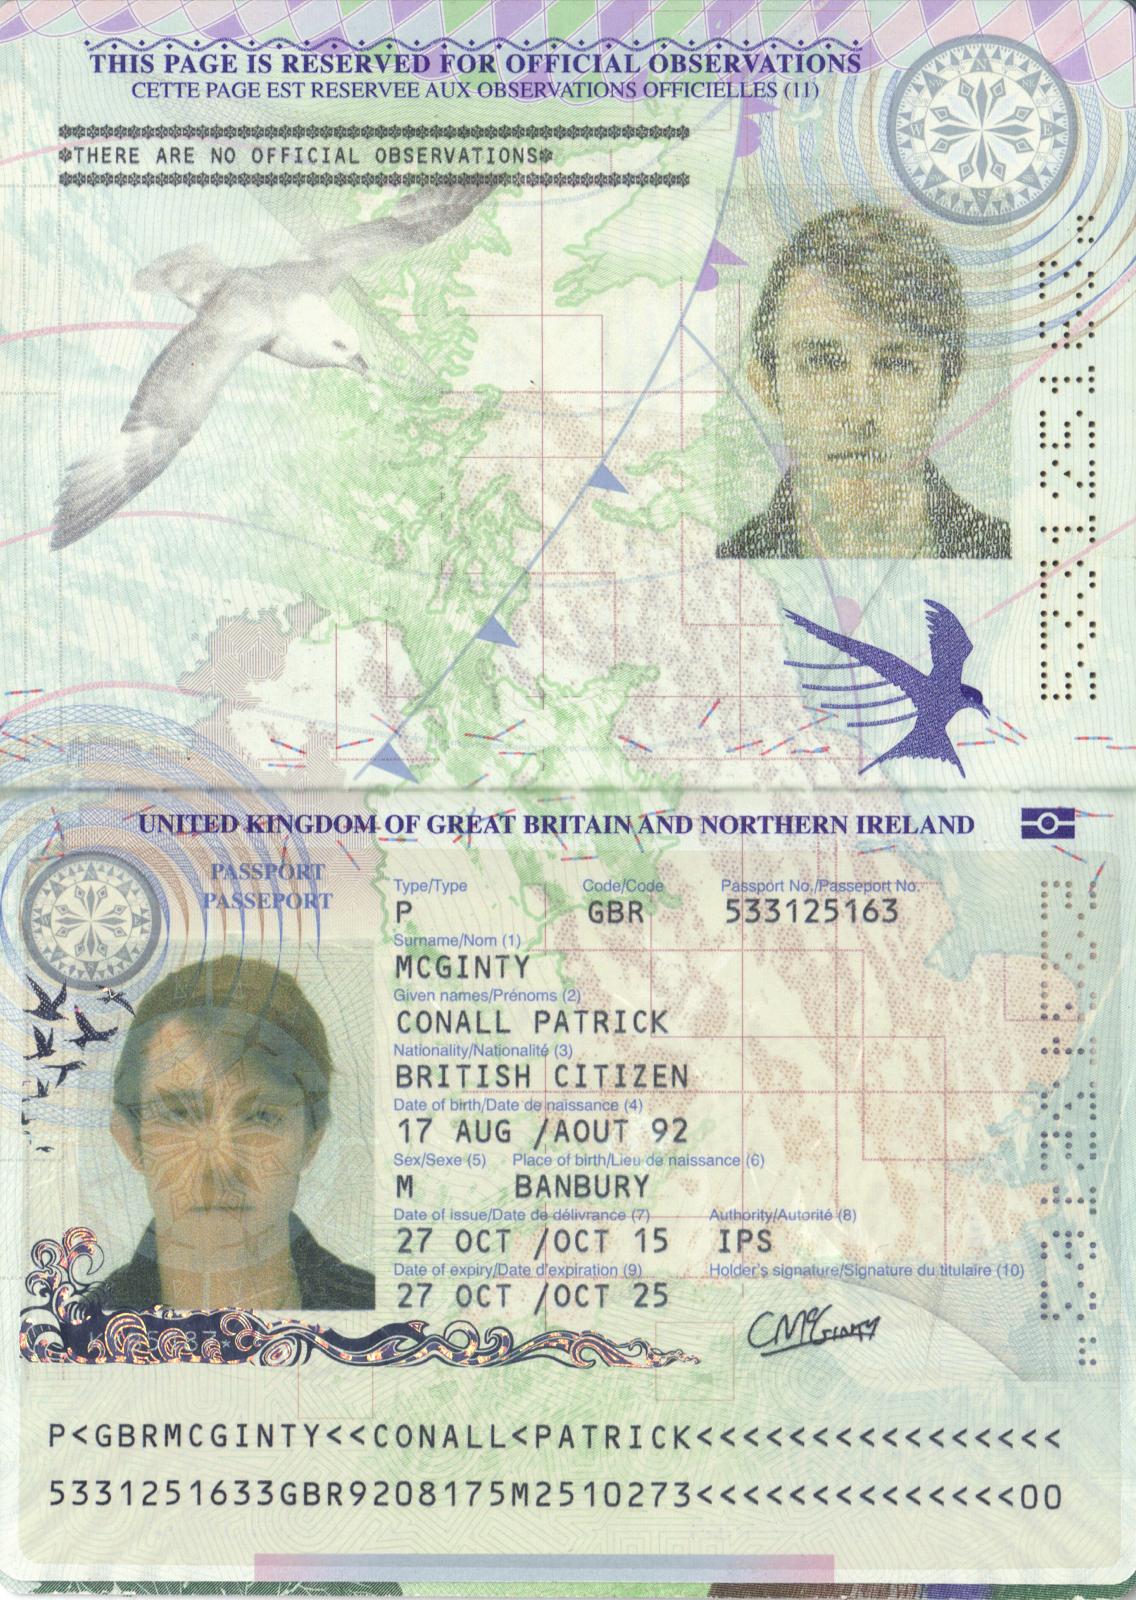 THIS PAGE IS RESERVED FOR OFFICIAL OBSERVATIONS
CETTE PAGE EST RESERVEE AUX OBSERVATIONS OFFICIELLES (11)
*THERE ARE NO OFFICIAL OBSERVATIONS*
533125163
UNITED KINGDOM OF GREAT BRITAIN AND NORTHERN IRELAND
PASSPORT
PASSEPORT
Type/Type Code/Code Passport No./Passeport No.
P GBR 533125163
Surname/Nom (1)
MCGINTY
Given names/Prénoms (2)
CONALL PATRICK
Nationality/Nationalité (3)
BRITISH CITIZEN
Date of birth/Date de naissance (4)
17 AUG /AOUT 92
Sex/Sexe (5) Place of birth/Lieu de naissance (6)
M BANBURY
Date of issue/Date de délivrance (7) Authority/Autorité (8)
27 OCT /OCT 15 IPS
Date of expiry/Date d'expiration (9) Holder's signature/Signature du titulaire (10)
27 OCT /OCT 25
CMcGinty
P<GBRMCGINTY<<CONALL<PATRICK<<<<<<<<<<<<<<<<
5331251633GBR9208175M2510273<<<<<<<<<<<<<<00